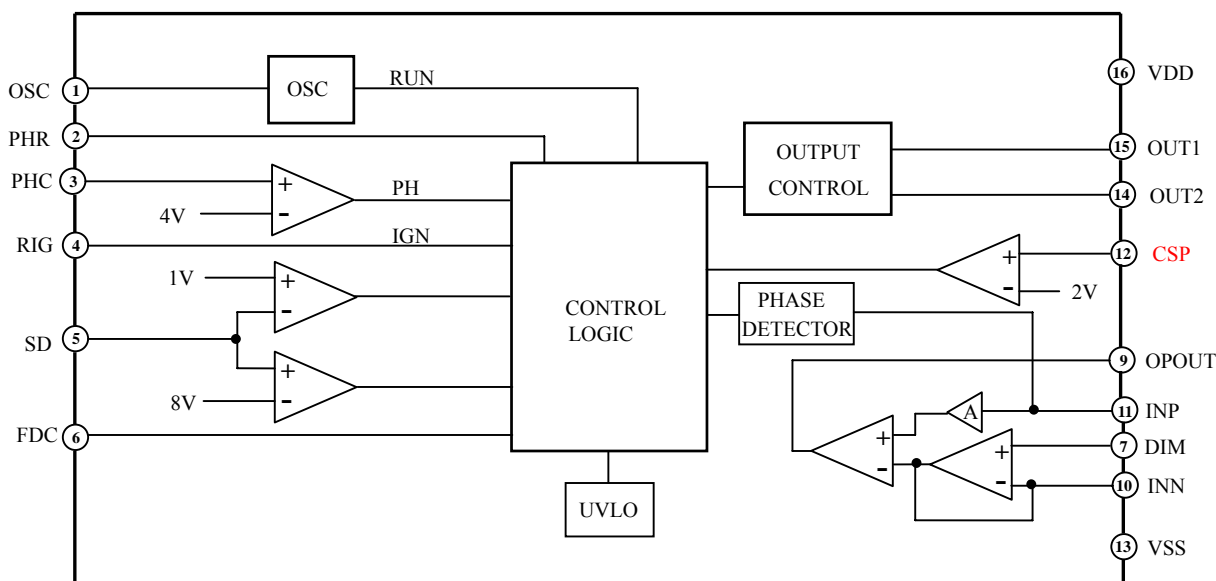 OSC 1
OSC
RUN
16 VDD
PHR 2
OUTPUT
CONTROL
15 OUT1
PHC 3
+
-
4V
PH
14 OUT2
RIG 4
IGN
+
-
12 CSP
2V
1V
+
-
SD 5
+
-
8V
CONTROL
LOGIC
PHASE
DETECTOR
9 OPOUT
A
11 INP
+
-
7 DIM
+
-
10 INN
FDC 6
UVLO
13 VSS